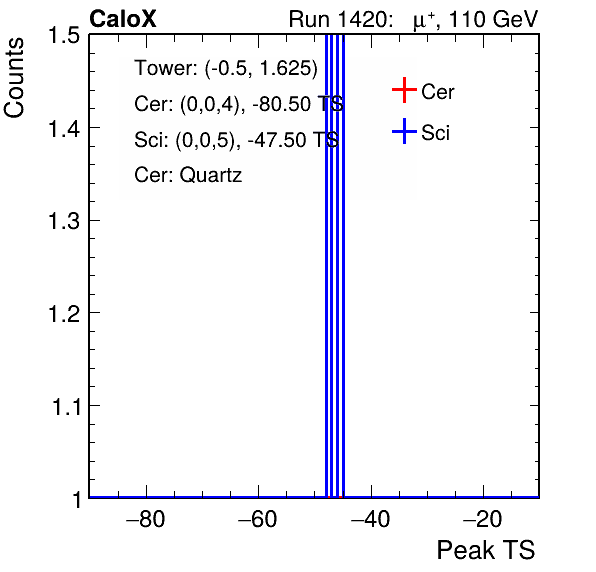 CaloX Run 1420: μ⁺, 110 GeV
Counts
1.5
1.4
1.3
1.2
1.1
1
Tower: (-0.5, 1.625)
Cer: (0,0,4), -80.50 TS
Sci: (0,0,5), -47.50 TS
Cer: Quartz
Cer
Sci
−80 −60 −40 −20
Peak TS